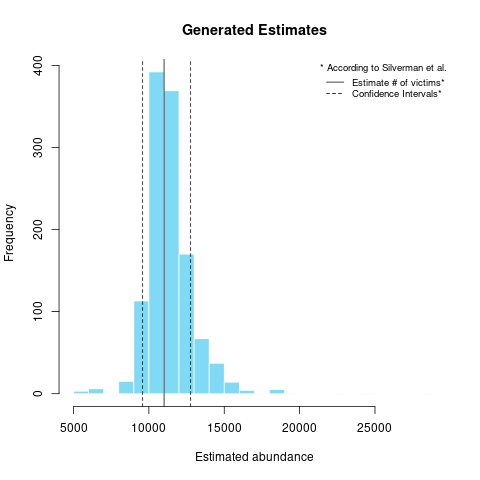 Generated Estimates
* According to Silverman et al.
Estimate # of victims*
Confidence Intervals*
400
300
200
100
0
Frequency
5000 10000 15000 20000 25000
Estimated abundance